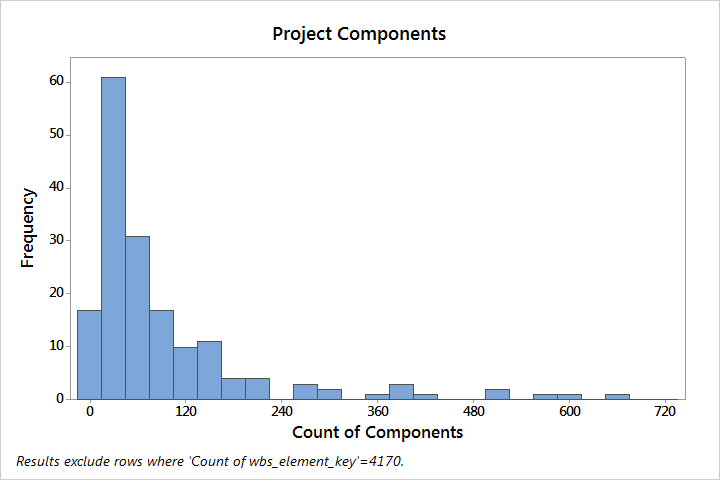 Project Components
Frequency
60
50
40
30
20
10
0
0 120 240 360 480 600 720
Count of Components
Results exclude rows where 'Count of wbs_element_key'=4170.